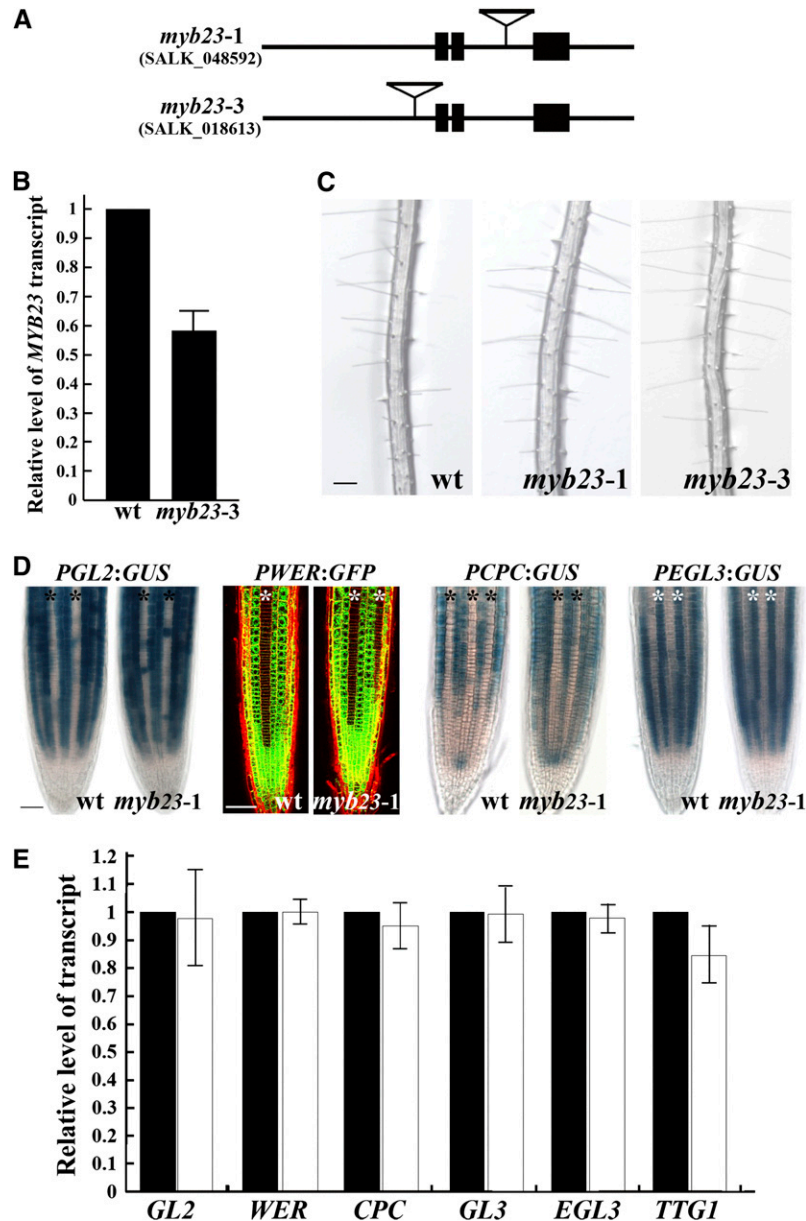 A
myb23-1
(SALK_048592)
myb23-3
(SALK_018613)
B
Relative level of MYB23 transcript
1
0.9
0.8
0.7
0.6
0.5
0.4
0.3
0.2
0.1
0
wt myb23-3
C
wt
myb23-1
myb23-3
D
PGL2:GUS
PWER:GFP
PCPC:GUS
PEGL3:GUS
* * * *
* * *
* * * * *
* * * *
wt myb23-1
wt myb23-1
wt myb23-1
wt myb23-1
E
Relative level of transcript
1.2
1.1
1
0.9
0.8
0.7
0.6
0.5
0.4
0.3
0.2
0.1
0
GL2 WER CPC GL3 EGL3 TTG1